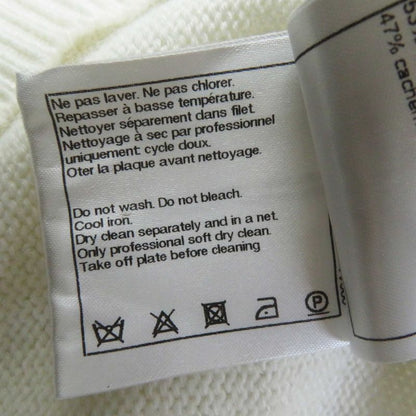 Ne pas laver. Ne pas chlorer.
Repasser à basse température.
Nettoyer séparement dans filet.
Nettoyage à sec par professionnel
uniquement: cycle doux.
Oter la plaque avant nettoyage.
Do not wash. Do not bleach.
Cool iron.
Dry clean separately and in a net.
Only professional soft dry clean.
Take off plate before cleaning
P
47%